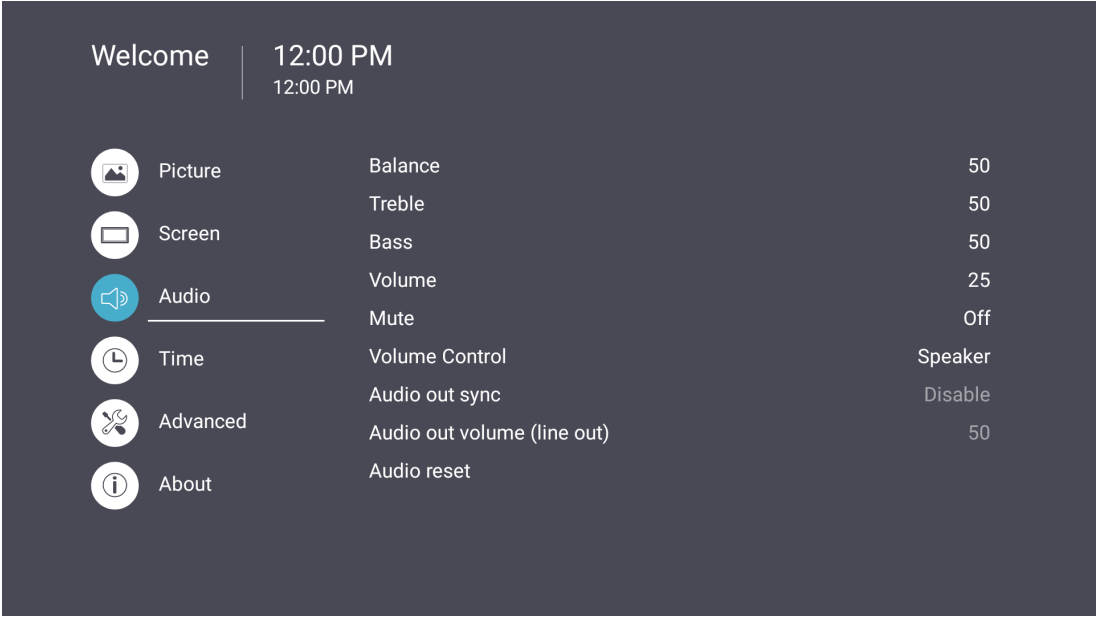 Welcome
12:00 PM
12:00 PM
Picture
Screen
Audio
Time
Advanced
About
Balance 50
Treble 50
Bass 50
Volume 25
Mute Off
Volume Control Speaker
Audio out sync Disable
Audio out volume (line out) 50
Audio reset